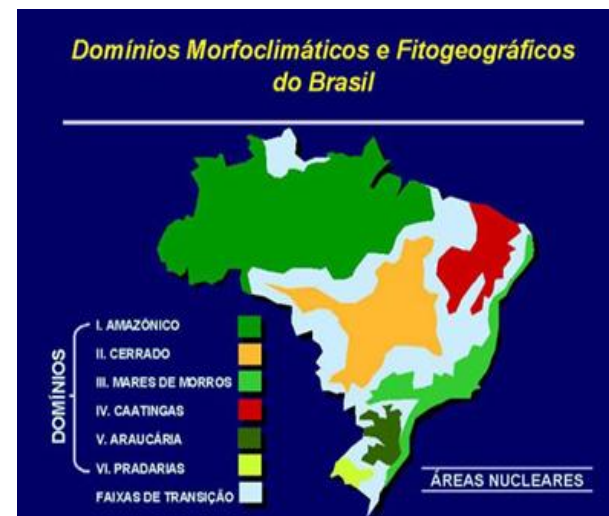 Domínios Morfoclimáticos e Fitogeográficos
do Brasil
DOMÍNIOS
I. AMAZÔNICO
II. CERRADO
III. MARES DE MORROS
IV. CAATINGAS
V. ARAUCÁRIA
VI. PRADARIAS
FAIXAS DE TRANSIÇÃO
ÁREAS NUCLEARES